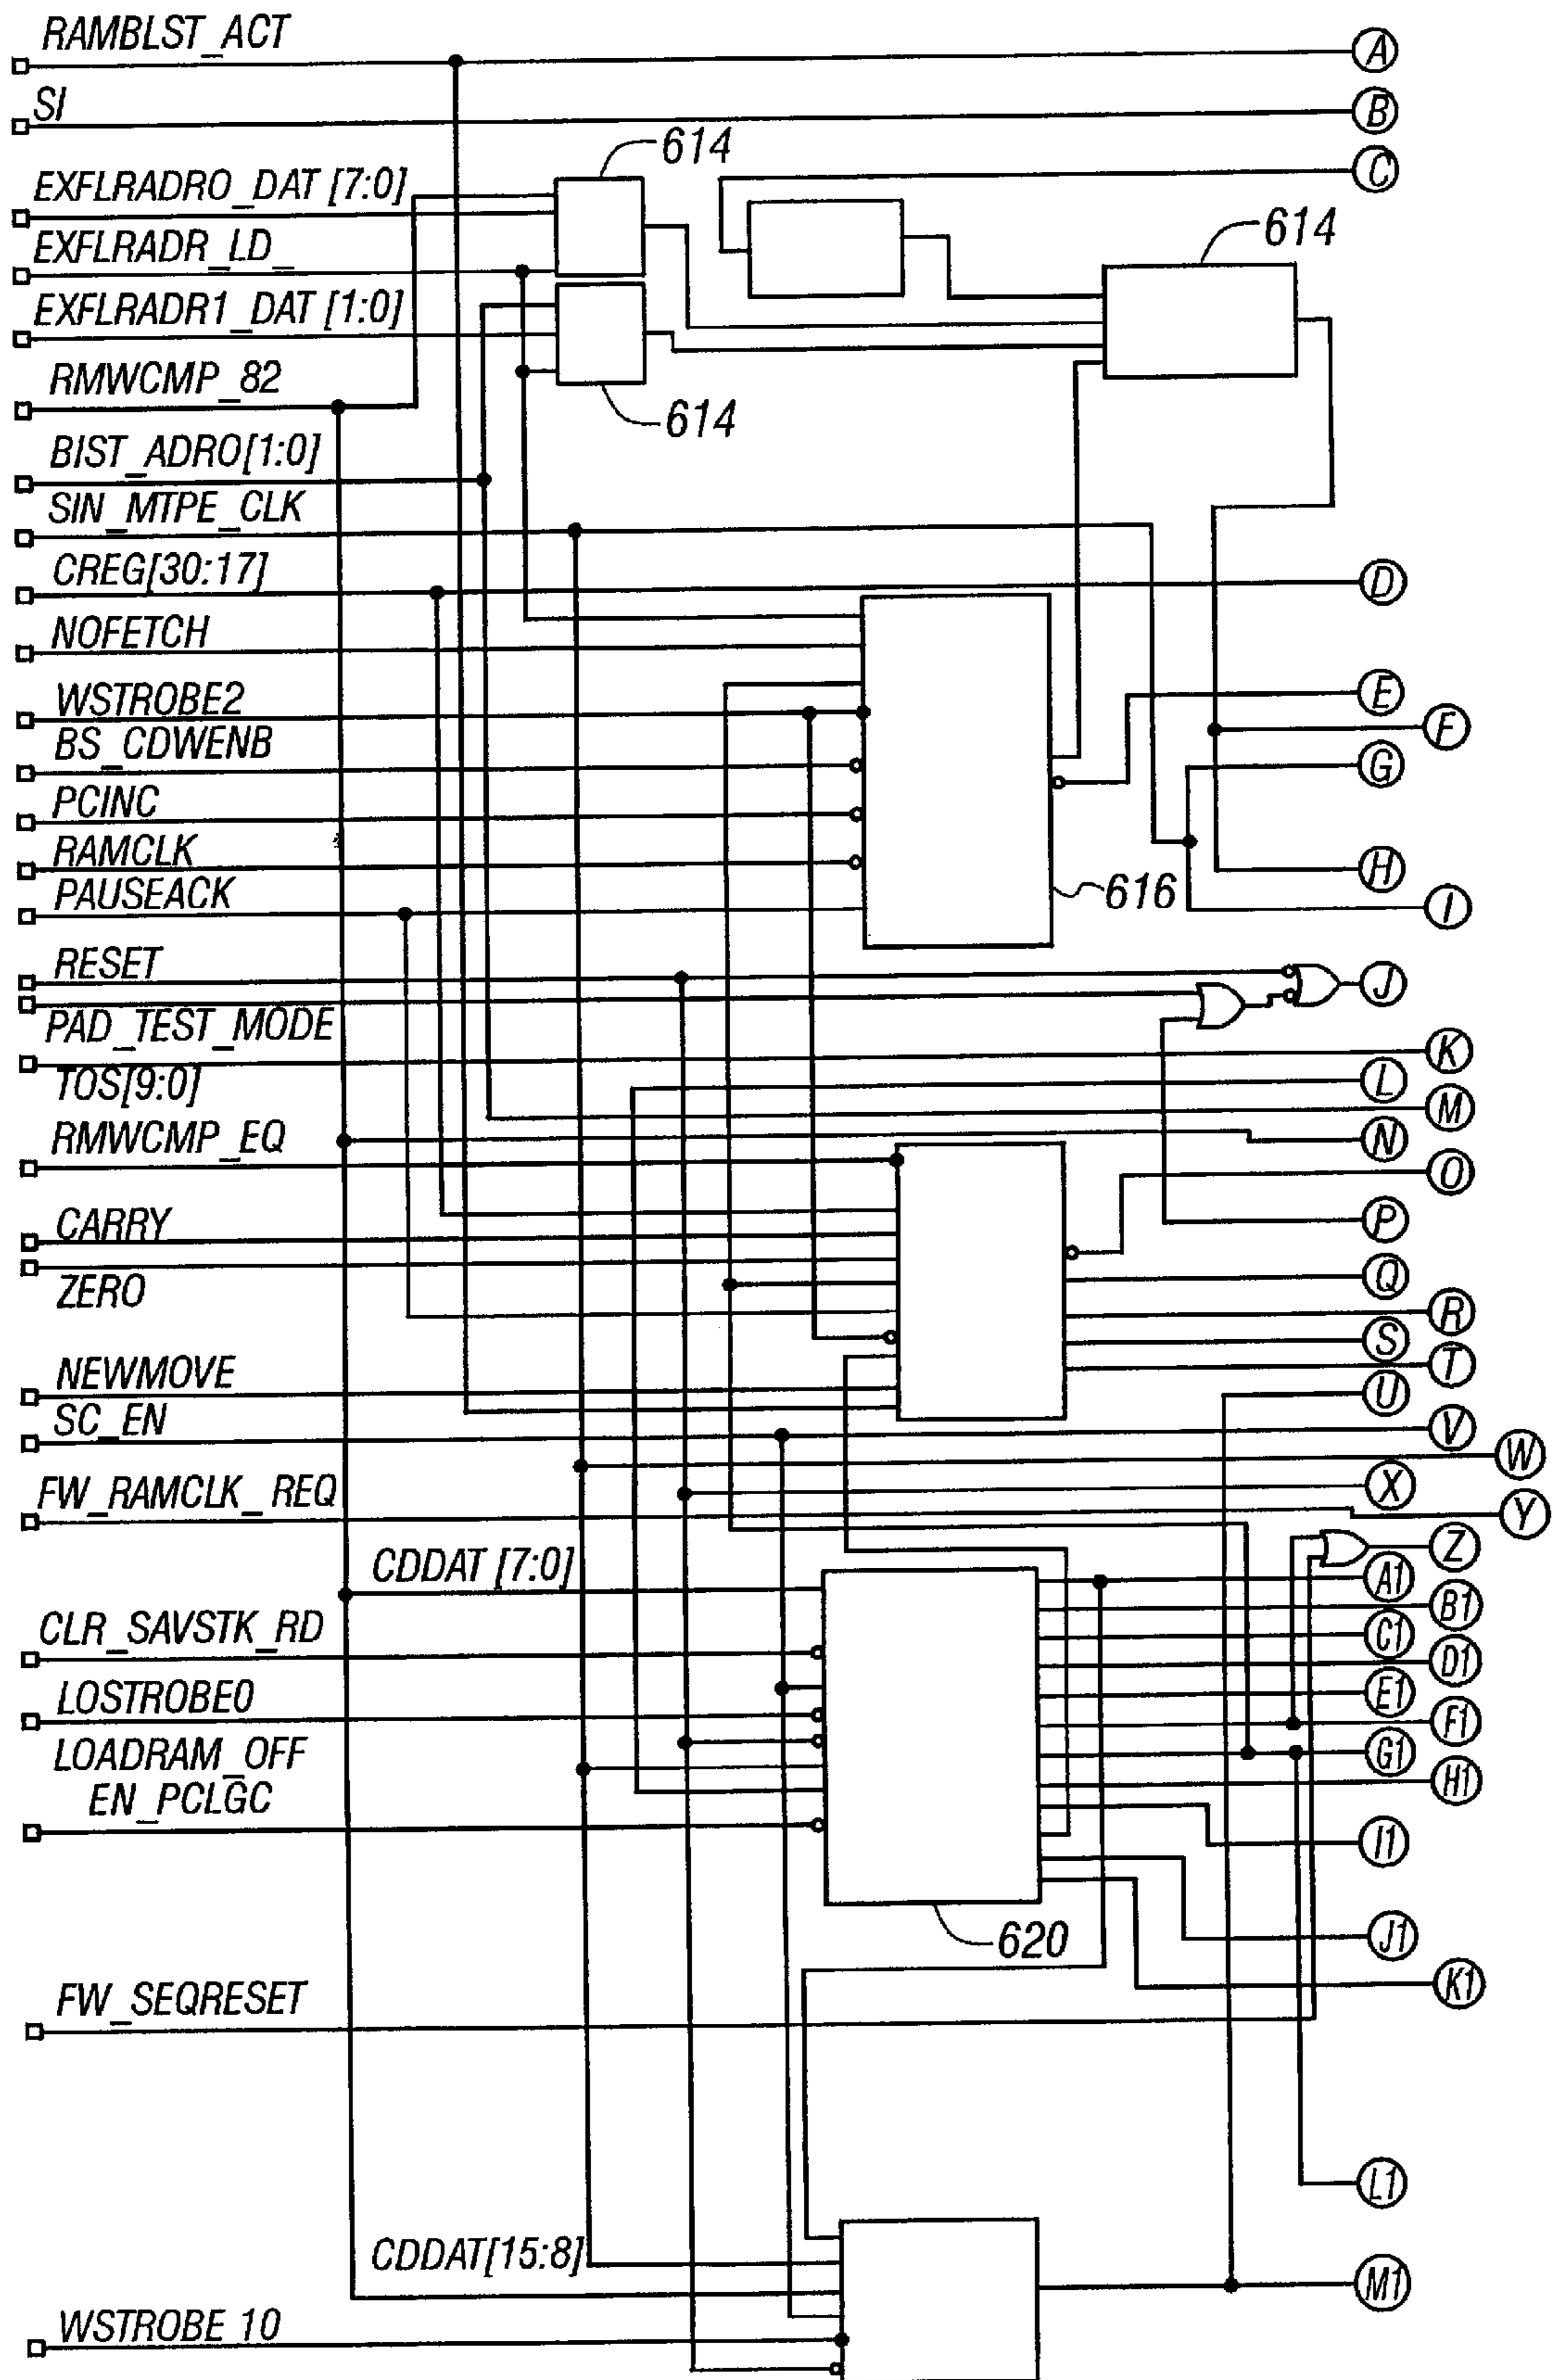 RAMBLST_ACT
A
SI
B
614
C
EXFLRADRO_DAT [7:0]
614
EXFLRADR_LD_
EXFLRADR1_DAT [1:0]
RMWCMP_82
614
BIST_ADRO[1:0]
SIN_MTPE_CLK
CREG[30:17]
D
NOFETCH
WSTROBE2
E
F
BS_CDWENB
G
PCINC
RAMCLK
H
PAUSEACK
616
I
RESET
J
PAD_TEST_MODE
K
TOS[9:0]
L
M
RMWCMP_EQ
N
O
CARRY
P
ZERO
Q
R
S
NEWMOVE
T
U
SC_EN
V
W
FW_RAMCLK_REQ
X
Y
CDDAT [7:0]
Z
A1
B1
CLR_SAVSTK_RD
C1
D1
LOSTROBE0
E1
F1
LOADRAM_OFF
G1
EN_PCLGC
H1
I1
620
J1
K1
FW_SEQRESET
L1
CDDAT[15:8]
M1
WSTROBE 10